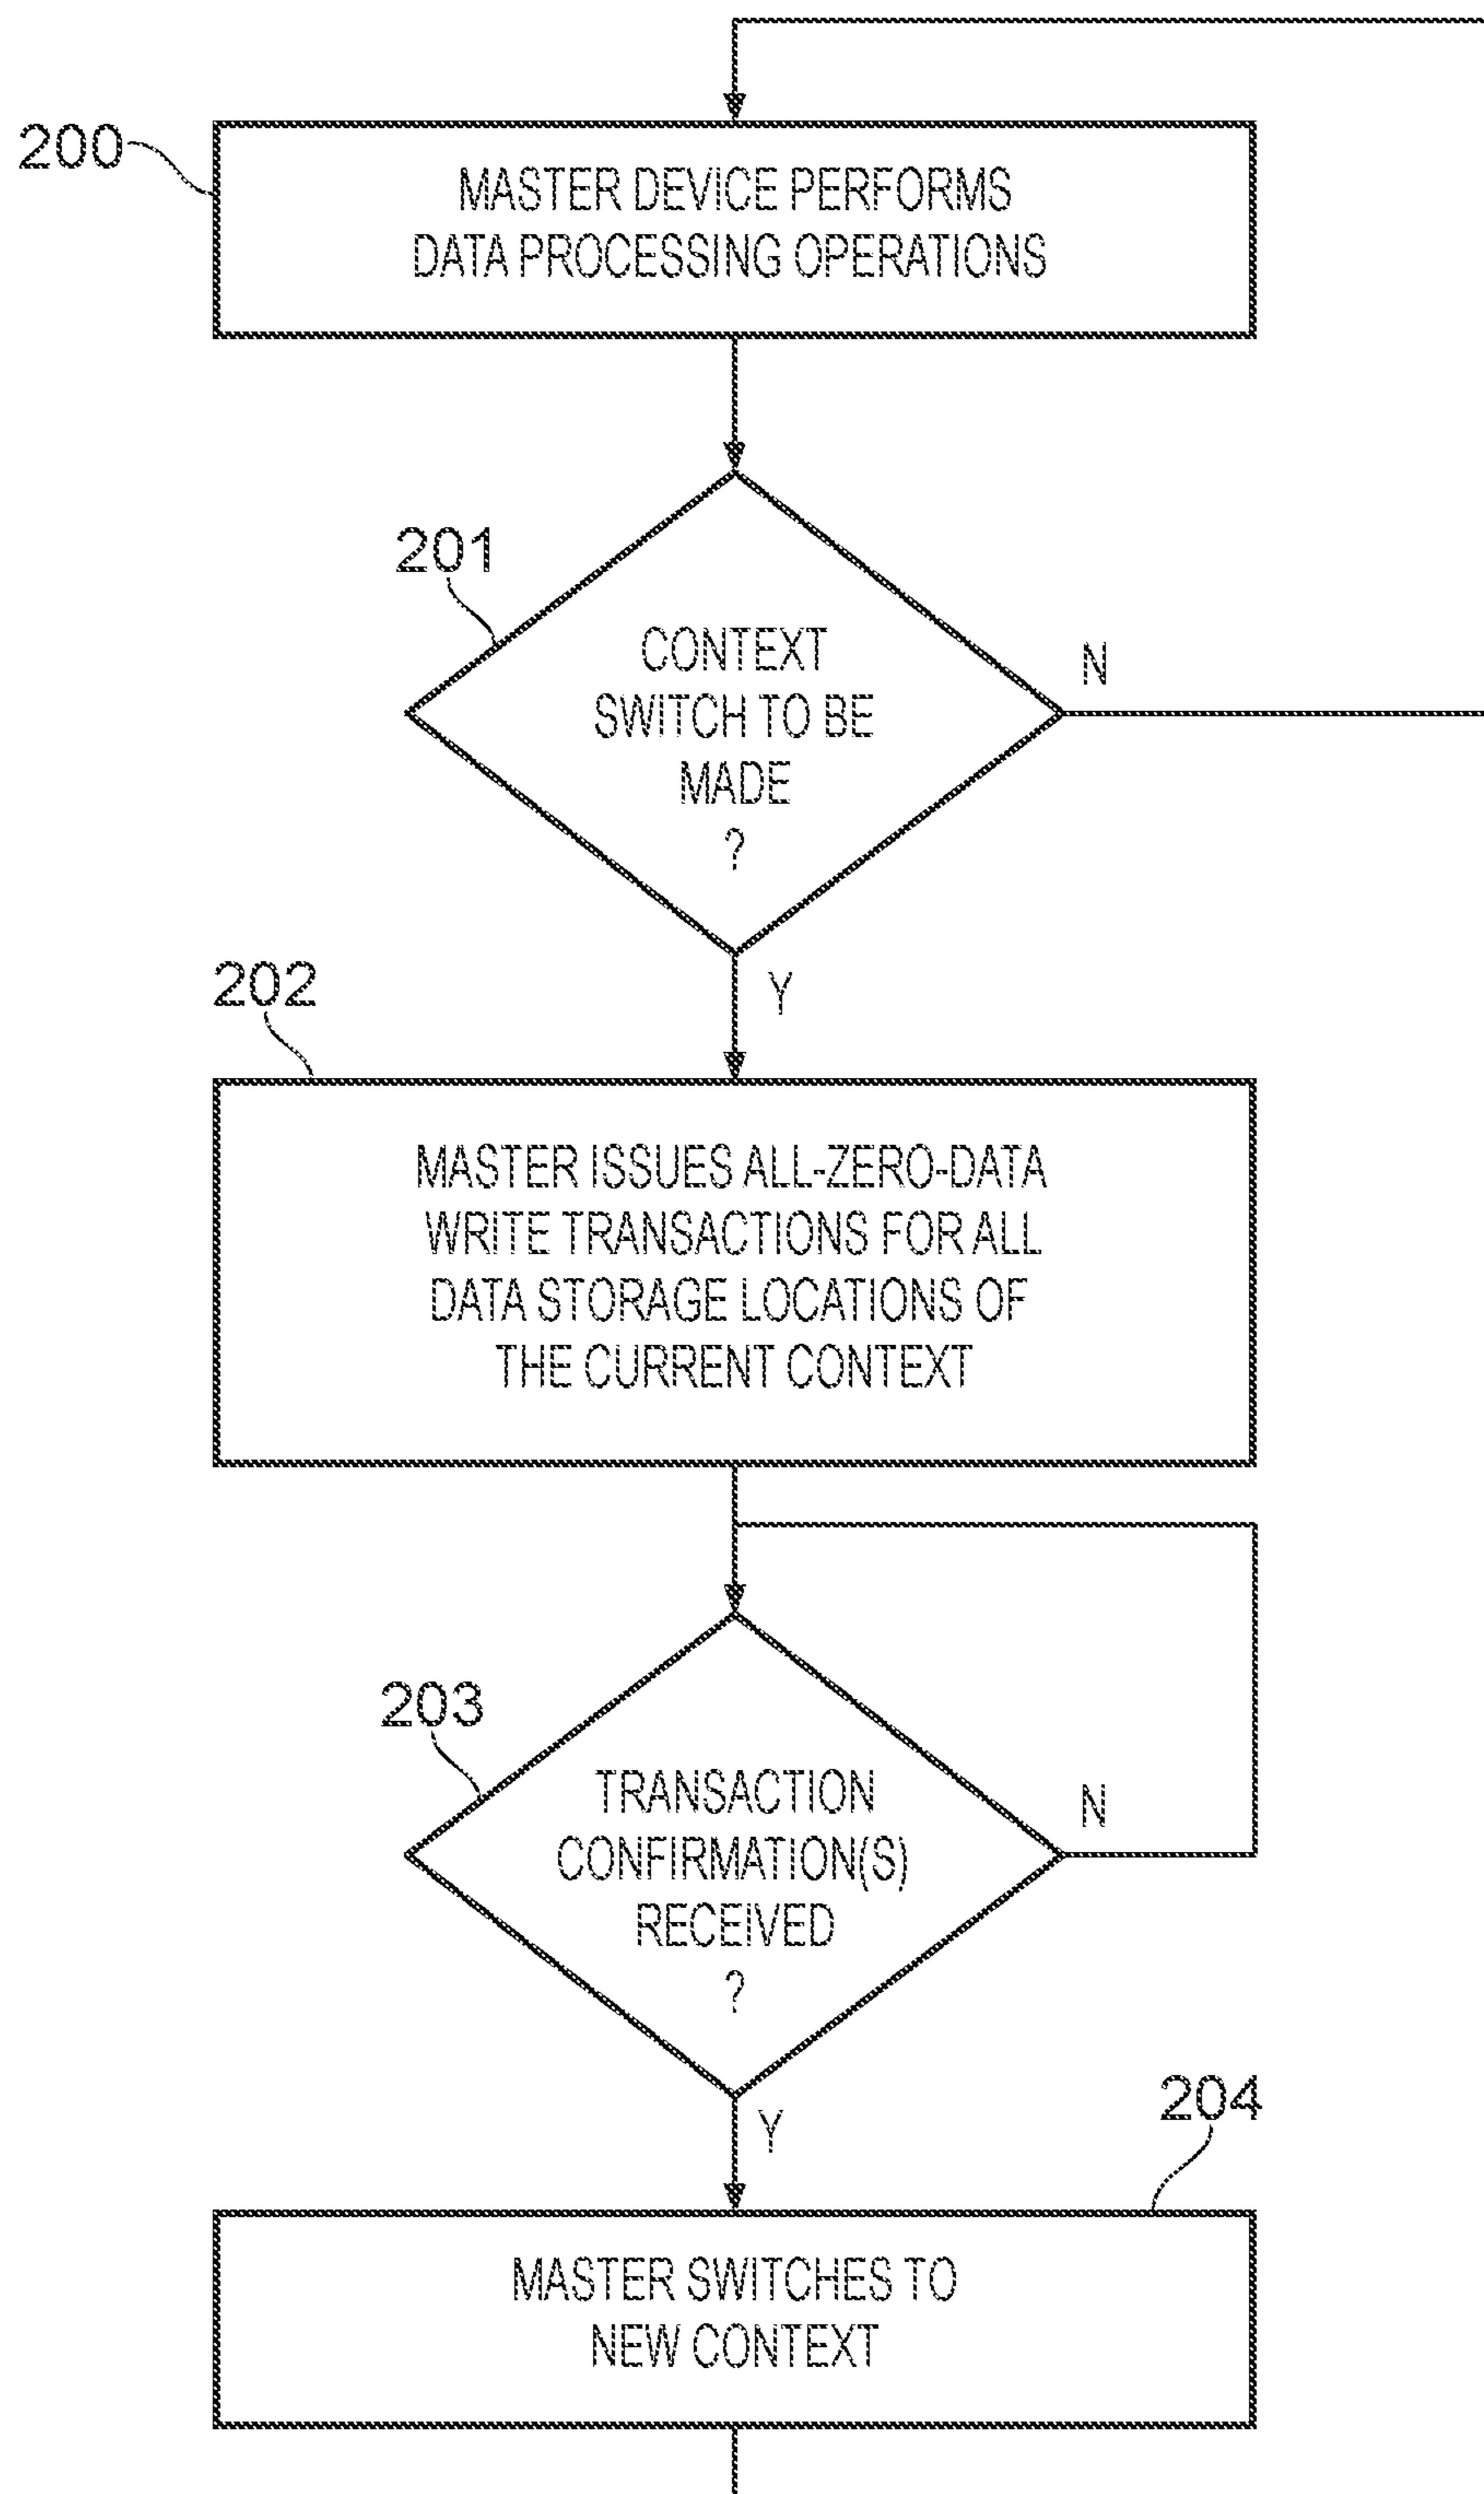 200
MASTER DEVICE PERFORMS
DATA PROCESSING OPERATIONS
201
CONTEXT
SWITCH TO BE
MADE
?
N
Y
202
MASTER ISSUES ALL-ZERO-DATA
WRITE TRANSACTIONS FOR ALL
DATA STORAGE LOCATIONS OF
THE CURRENT CONTEXT
203
TRANSACTION
CONFIRMATION(S)
RECEIVED
?
N
Y
204
MASTER SWITCHES TO
NEW CONTEXT